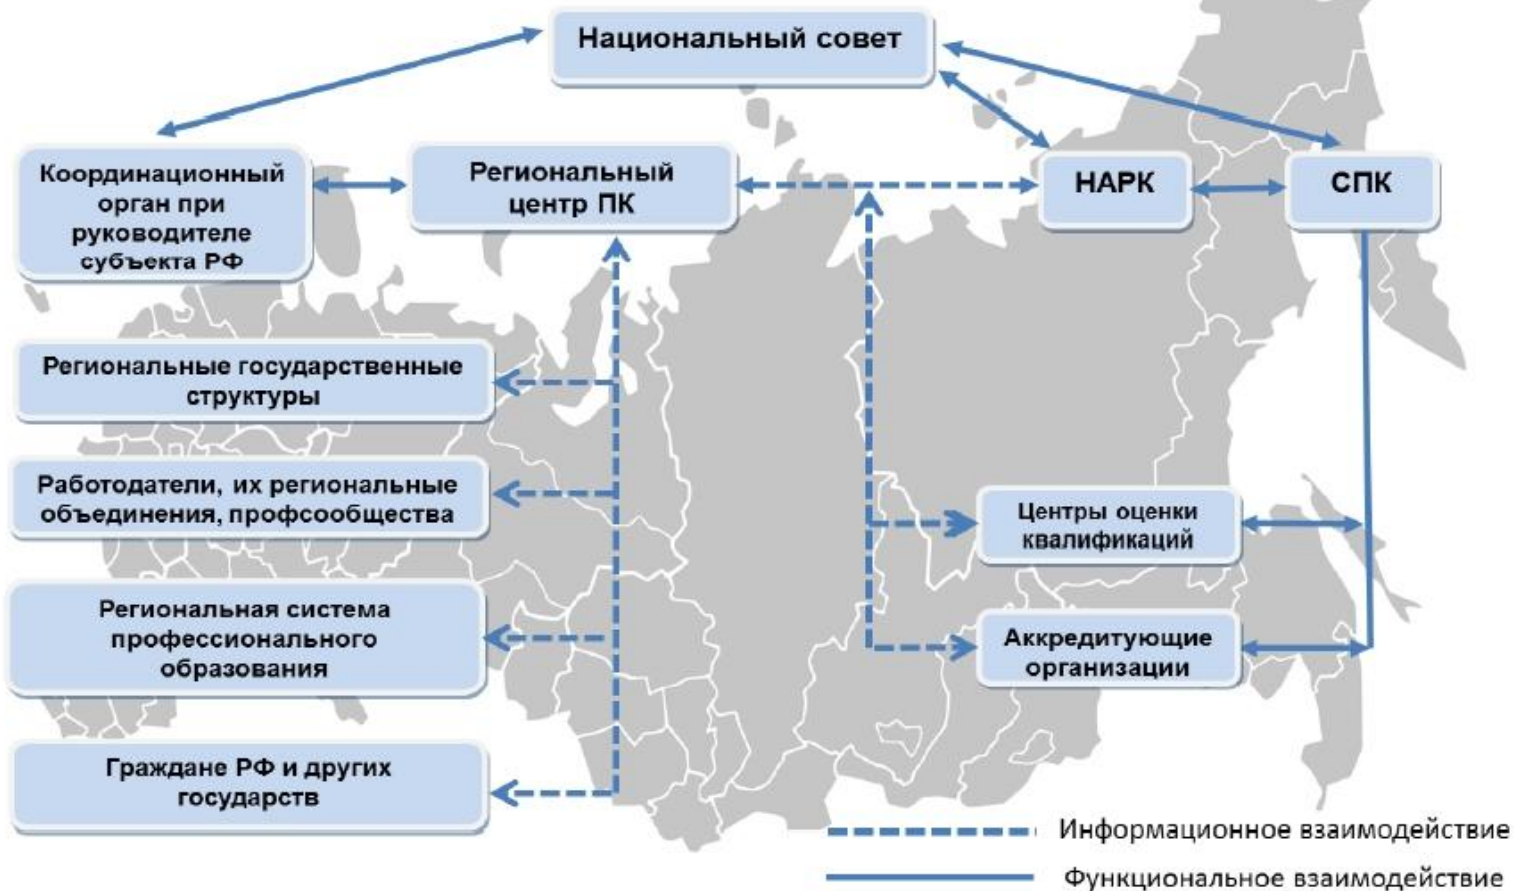 Национальный совет
Координационный
орган при
руководителе
субъекта РФ
Региональный
центр ПК
НАРК
СПК
Региональные государственные
структуры
Работодатели, их региональные
объединения, профсообщества
Центры оценки
квалификаций
Региональная система
профессионального
образования
Аккредитующие
организации
Граждане РФ и других
государств
Информационное взаимодействие
Функциональное взаимодействие